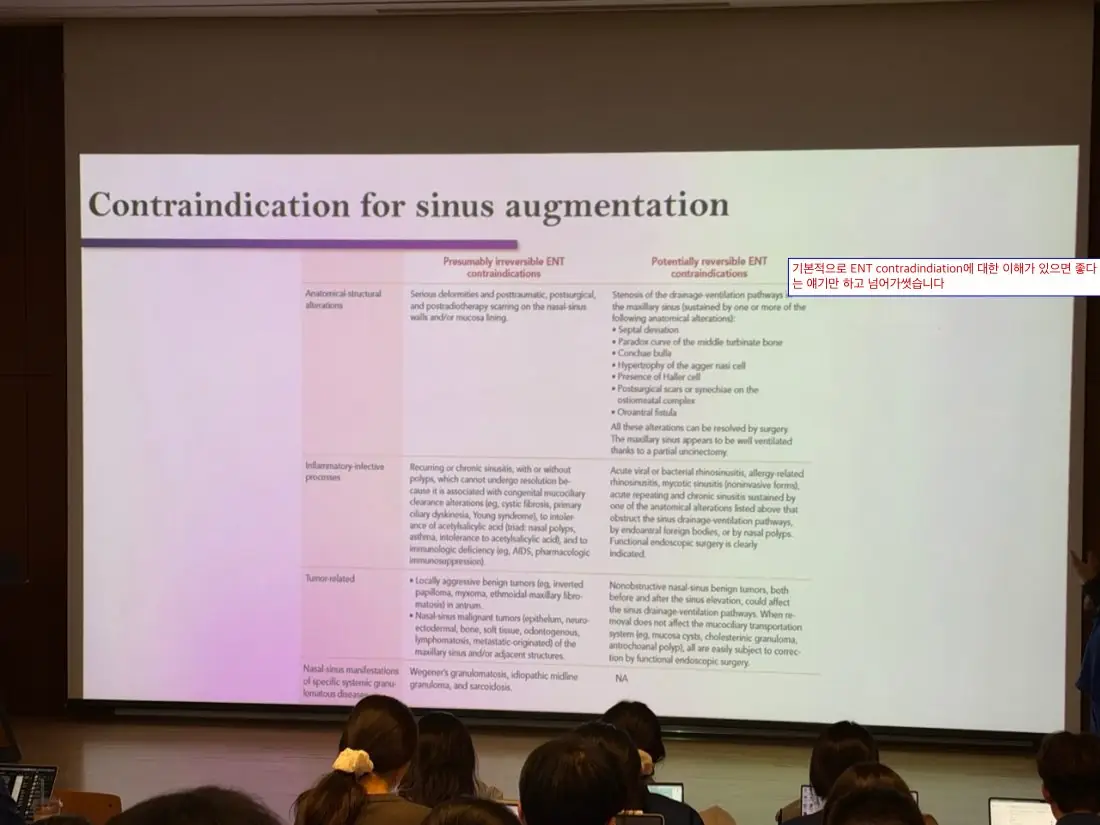 Contraindication for sinus augmentation
Presumably irreversible ENT
contraindications
Potentially reversible ENT
contraindications
Anatomical-structural
alterations
Serious deformities and posttraumatic, postsurgical,
and postradiotherapy scarring on the nasal-sinus
walls and/or mucosa lining.
Stenosis of the drainage-ventilation pathways
the maxillary sinus (sustained by one or more of the
following anatomical alterations):
• Septal deviation
• Paradox curve of the middle turbinate bone
• Conchae bulla
• Hypertrophy of the agger nasi cell
• Presence of Haller cell
• Postsurgical scars or synechiae on the
ostiomeatal complex
• Oroantral fistula
All these alterations can be resolved by surgery.
The maxillary sinus appears to be well ventilated
thanks to a partial uncinectomy.
Inflammatory-infective
processes
Recurring or chronic sinusitis, with or without
polyps, which cannot undergo resolution be-
cause it is associated with congenital mucociliary
clearance alterations (eg, cystic fibrosis, primary
ciliary dyskinesia, Young syndrome), to intoler
ance of acetylsalicylic acid (triad: nasal polyps,
asthma, intolerance to acetylsalicylic acid), and to
immunologic deficiency (eg, AIDS, pharmacologic
immunosuppression).
Acute viral or bacterial rhinosinusitis, allergy-related
rhinosinusitis, mycotic sinusitis (noninvasive forms),
acute repeating and chronic sinusitis sustained by
one of the anatomical alterations listed above that
obstruct the sinus drainage-ventilation pathways,
by endoantral foreign bodies, or by nasal polyps.
Functional endoscopic surgery is clearly
indicated.
Tumor-related
• Locally aggressive benign tumors (eg, inverted
papilloma, myxoma, ethmoidal-maxillary fibro-
matosis) in antrum.
• Nasal-sinus malignant tumors (epithelum, neuro-
ectodermal, bone, soft tissue, odontogenous,
lymphomatosis, metastatic-originated) of the
maxillary sinus and/or adjacent structures.
Nonobstructive nasal-sinus benign tumors, both
before and after the sinus elevation, could affect
the sinus drainage-ventilation pathways. When re-
moval does not affect the mucociliary transportation
system (eg, mucosa cysts, cholesterinic granuloma,
antrochoanal polyp), all are easily subject to correc-
tion by functional endoscopic surgery.
Nasal-sinus manifestations
of specific systemic granu-
lomatous diseases
Wegener's granulomatosis, idiopathic midline
granuloma, and sarcoidosis.
NA
기본적으로 ENT contradindiation에 대한 이해가 있으면 좋다
는 얘기만 하고 넘어가썻습니다